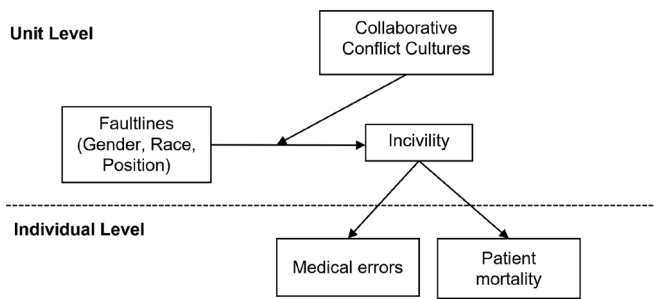 Unit Level
Collaborative
Conflict Cultures
Faultlines
(Gender, Race,
Position)
Incivility
Individual Level
Medical errors
Patient
mortality